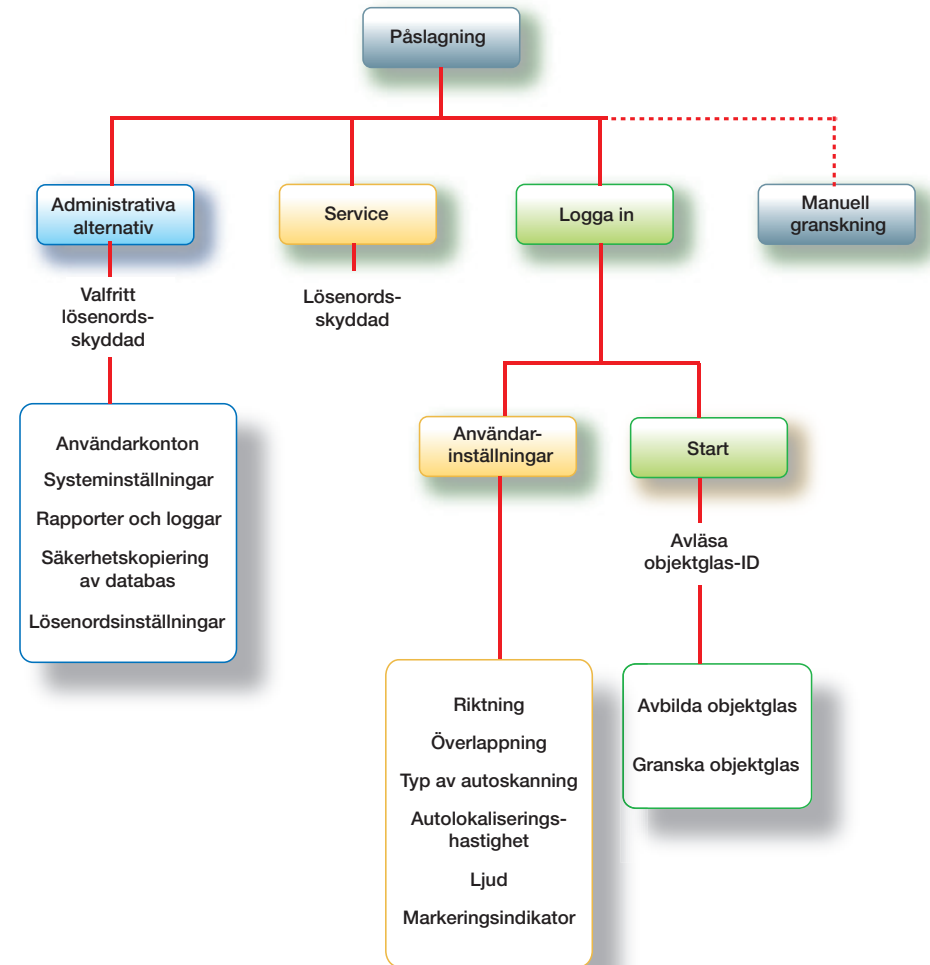 Påslagning
Administrativa
alternativ
Service
Logga in
Manuell
granskning
Valfritt
lösenords-
skyddad
Lösenords-
skyddad
Användarkonton
Systeminställningar
Rapporter och loggar
Säkerhetskopiering
av databas
Lösenordsinställningar
Användar-
inställningar
Start
Avläsa
objektglas-ID
Riktning
Överlappning
Typ av autoskanning
Autolokaliserings-
hastighet
Ljud
Markeringsindikator
Avbilda objektglas
Granska objektglas